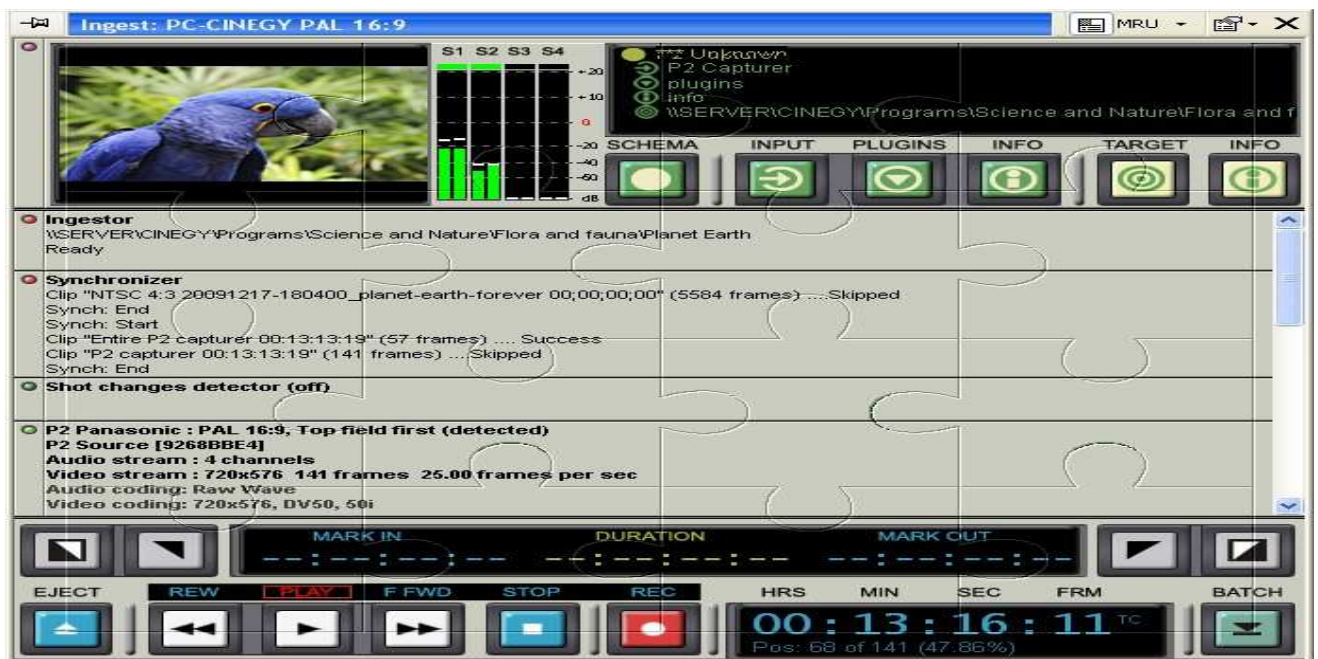 Ingest: PC-CINEGY PAL 16:9
MRU
S1 S2 S3 S4
+20
+10
0
-20
-40
-60
dB
*** Unknown
P2 Capturer
plugins
info
\\SERVER\CINEGY\Programs\Science and Nature\Flora and f
SCHEMA INPUT PLUGINS INFO TARGET INFO
Ingestor
\\SERVER\CINEGY\Programs\Science and Nature\Flora and fauna\Planet Earth
Ready
Synchronizer
Clip "NTSC 4:3 20091217-180400_planet-earth-forever 00;00;00;00" (5584 frames) ....Skipped
Synch: End
Synch: Start
Clip "Entire P2 capturer 00:13:13:19" (57 frames) .... Success
Clip "P2 capturer 00:13:13:19" (141 frames) ....Skipped
Synch: End
Shot changes detector (off)
P2 Panasonic : PAL 16:9, Top field first (detected)
P2 Source [9268BBE4]
Audio stream : 4 channels
Video stream : 720x576 141 frames 25.00 frames per sec
Audio coding: Raw Wave
Video coding: 720x576, DV50, 50i
MARK IN DURATION MARK OUT
--:--:--:-- --:--:--:-- --:--:--:--
EJECT REW PLAY F FWD STOP REC HRS MIN SEC FRM BATCH
00:13:16:11 TC
Pos: 68 of 141 (47.86%)